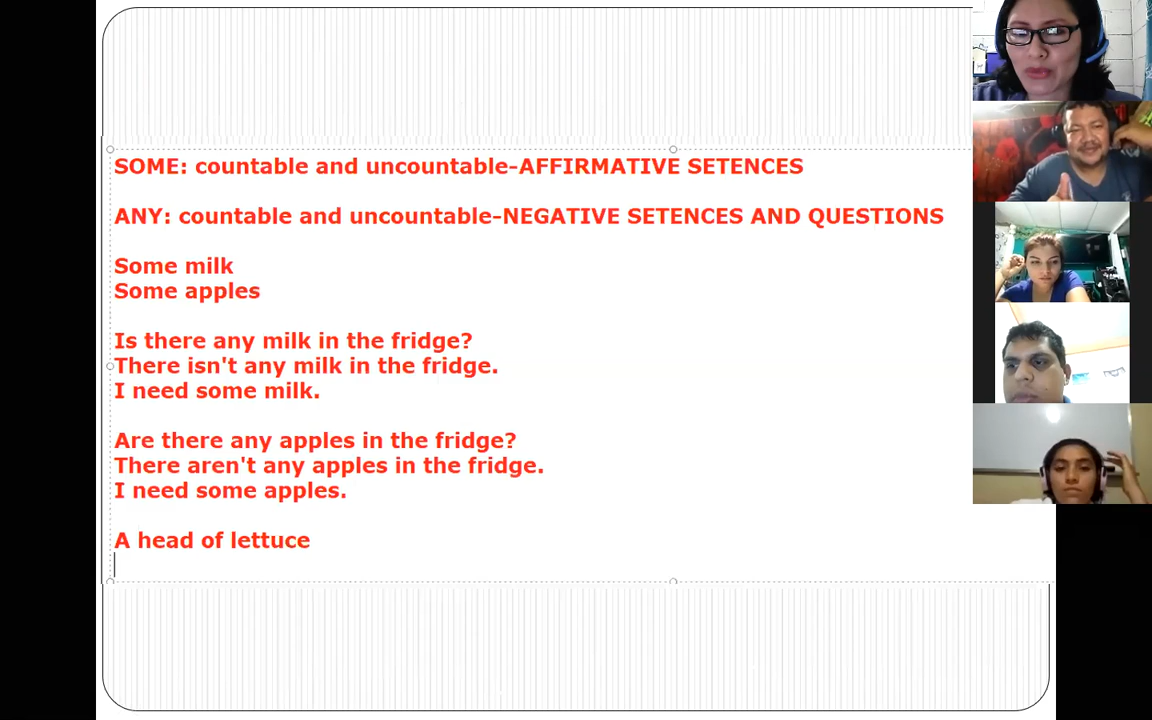 SOME: countable and uncountable-AFFIRMATIVE SETENCES
ANY: countable and uncountable-NEGATIVE SETENCES AND QUESTIONS
Some milk
Some apples
Is there any milk in the fridge?
There isn't any milk in the fridge.
I need some milk.
Are there any apples in the fridge?
There aren't any apples in the fridge.
I need some apples.
A head of lettuce